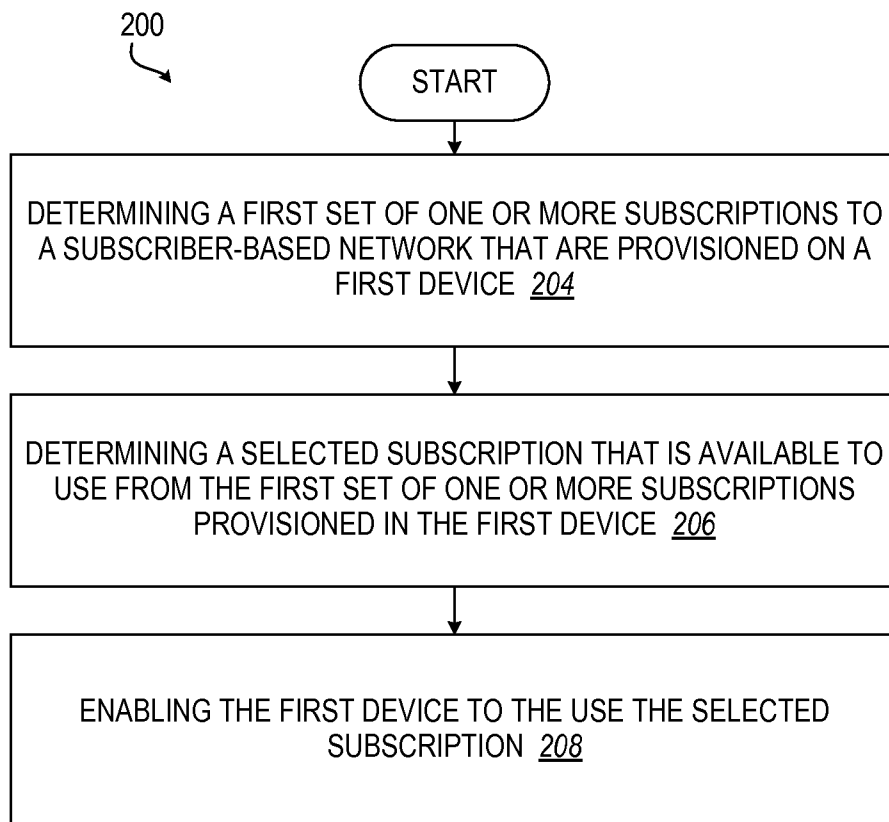 200
START
DETERMINING A FIRST SET OF ONE OR MORE SUBSCRIPTIONS TO
A SUBSCRIBER-BASED NETWORK THAT ARE PROVISIONED ON A
FIRST DEVICE 204
DETERMINING A SELECTED SUBSCRIPTION THAT IS AVAILABLE TO
USE FROM THE FIRST SET OF ONE OR MORE SUBSCRIPTIONS
PROVISIONED IN THE FIRST DEVICE 206
ENABLING THE FIRST DEVICE TO THE USE THE SELECTED
SUBSCRIPTION 208